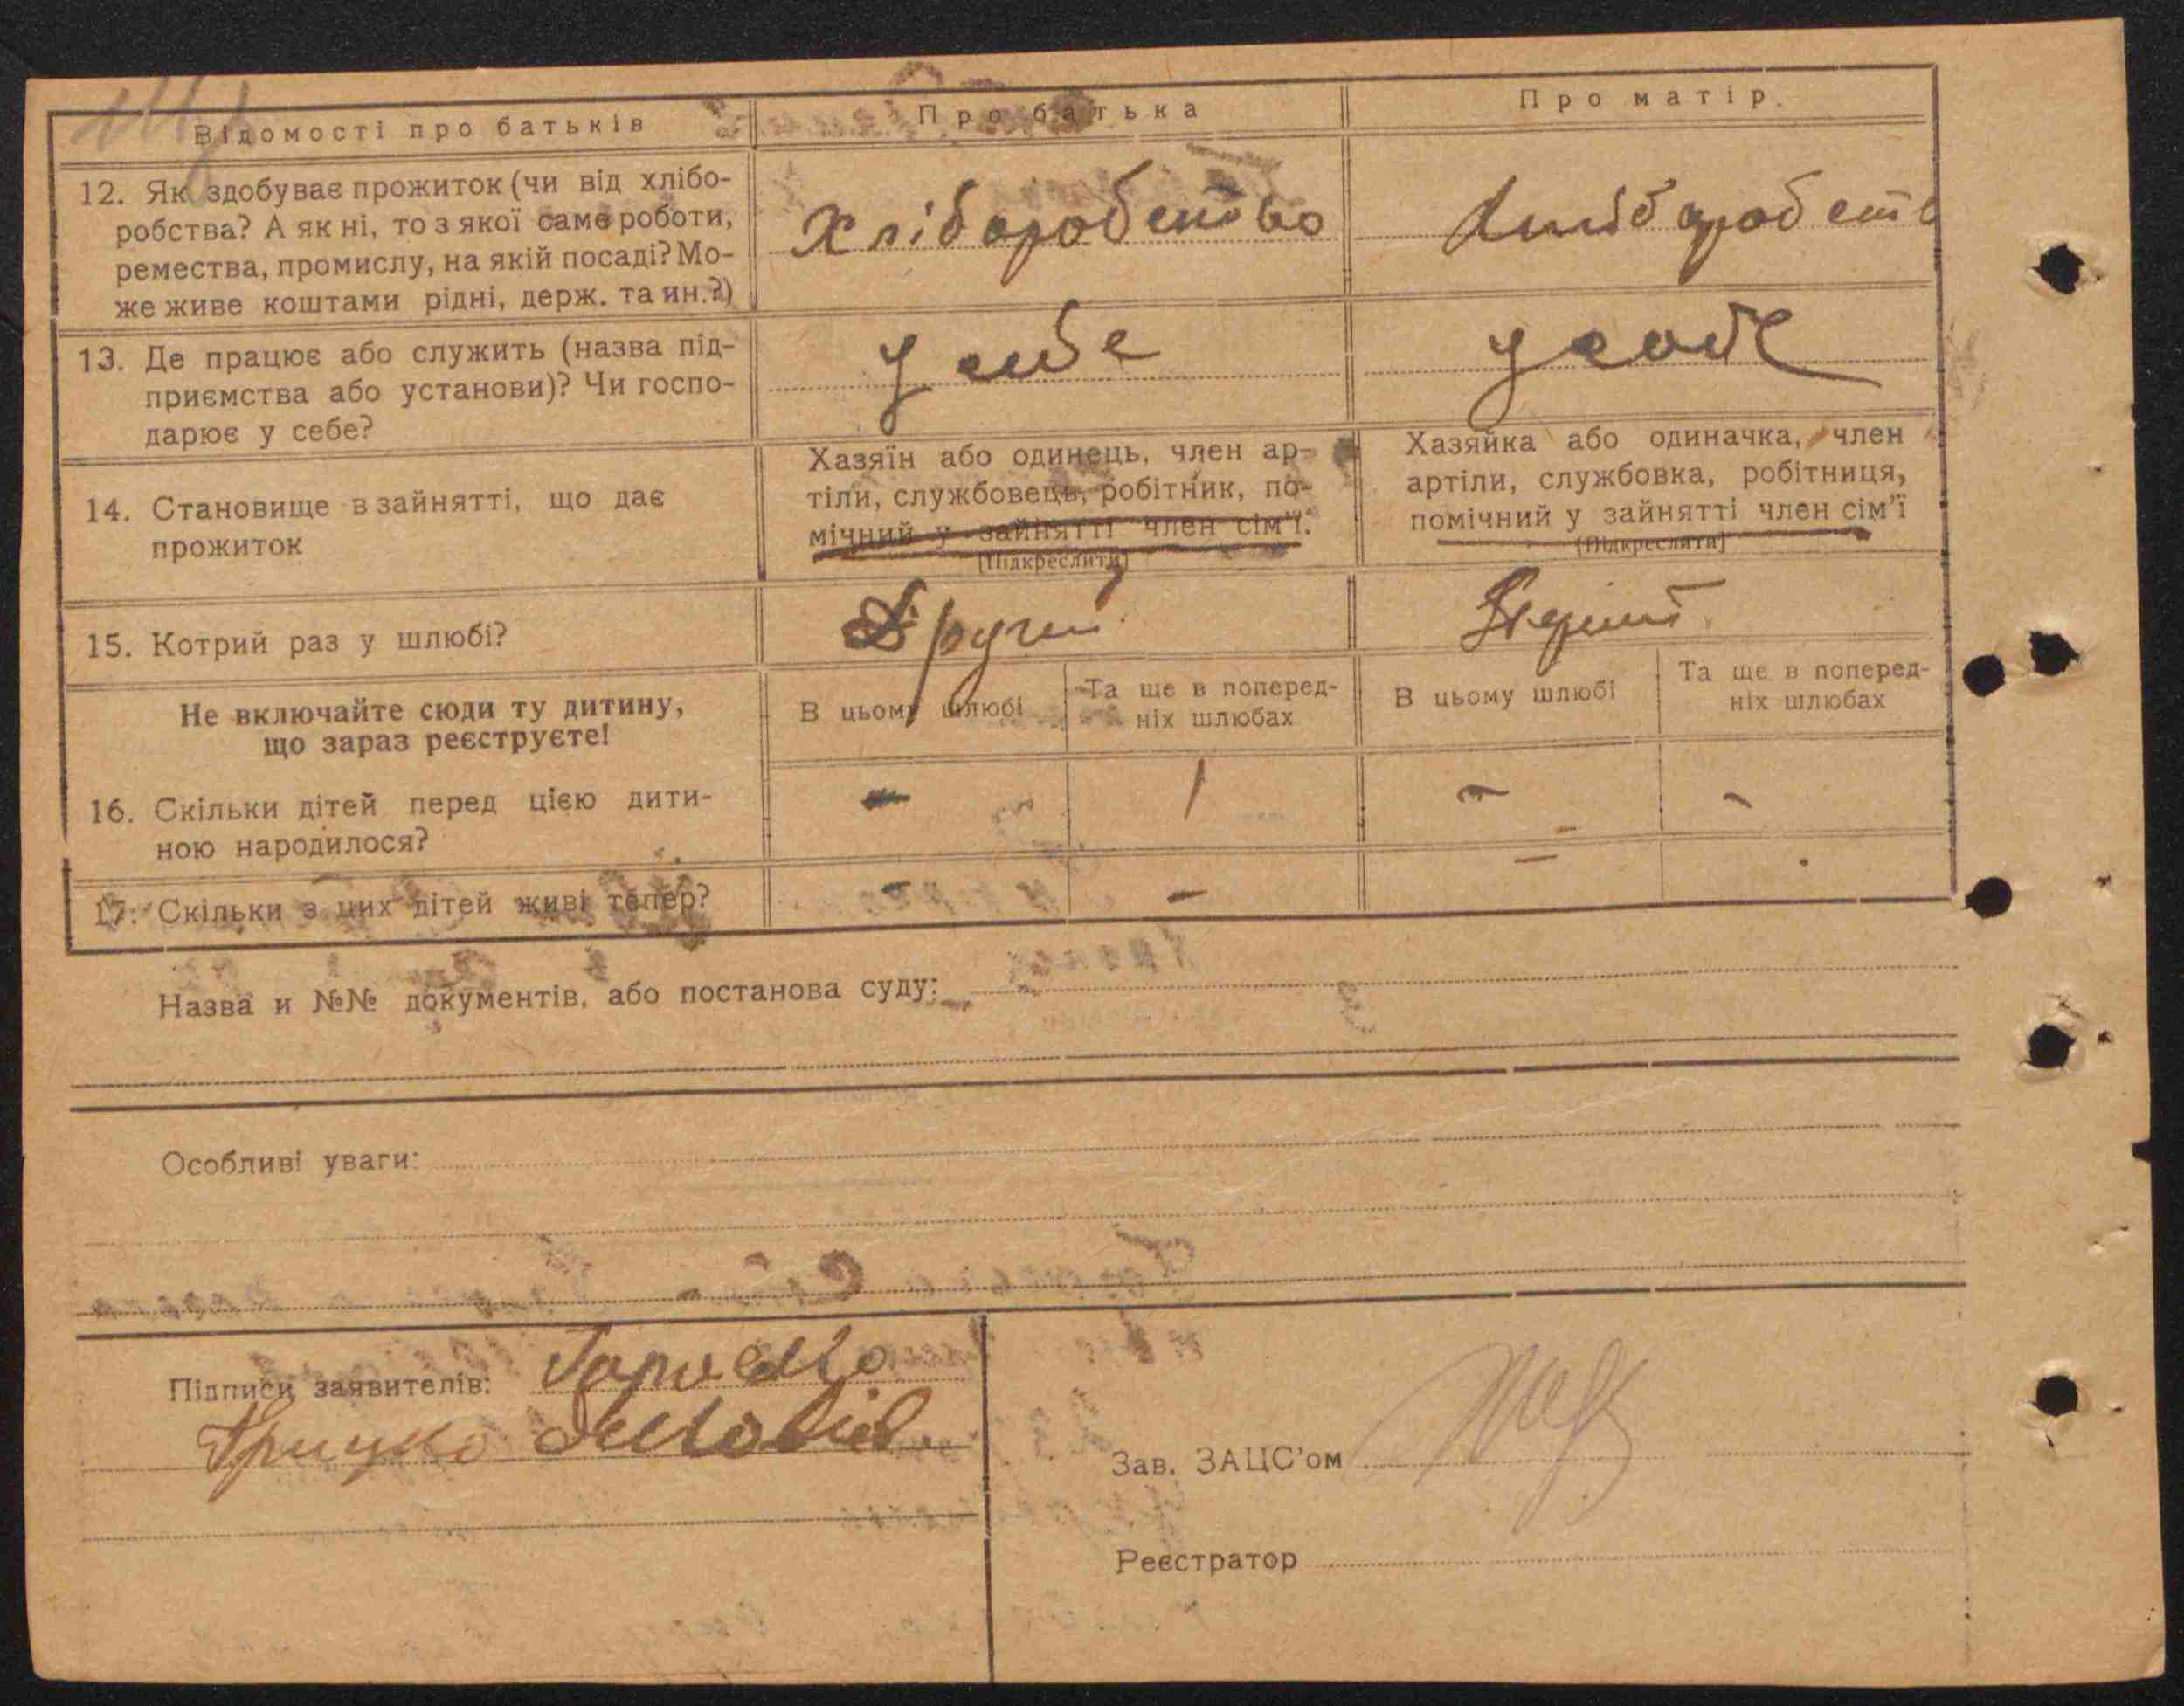 Відомості про батьків
Про батька
Про матір.
12. Як здобуває прожиток (чи від хлібо-
робства? А як ні, то з якої саме роботи,
ремества, промислу, на якій посаді? Мо-
же живе коштами рідні, держ. та ин.?)
Хліборобство
Хліборобств
13. Де працює або служить (назва під-
приємства або установи)? Чи госпо-
дарює у себе?
у себе
у себе
14. Становище в зайнятті, що дає
прожиток
Хазяїн або одинець, член ар-
тіли, службовець, робітник, по-
мічний у зайнятті член сім'ї.
(Підкреслити)
Хазяйка або одиначка, член
артіли, службовка, робітниця,
помічний у зайнятті член сім'ї
(Підкреслити)
15. Котрий раз у шлюбі?
Другий
Перший
Не включайте сюди ту дитину,
що зараз реєструєте!
В цьому шлюбі
Та ще в поперед-
ніх шлюбах
В цьому шлюбі
Та ще в поперед-
ніх шлюбах
16. Скільки дітей перед цією дити-
ною народилося?
- 1 - -
17. Скільки з цих дітей живі тепер?
- - -
Назва и №№ документів, або постанова суду:
Особливі уваги:
Підписи заявителів:
Грицко
Зав. ЗАЦС'ом
Реєстратор